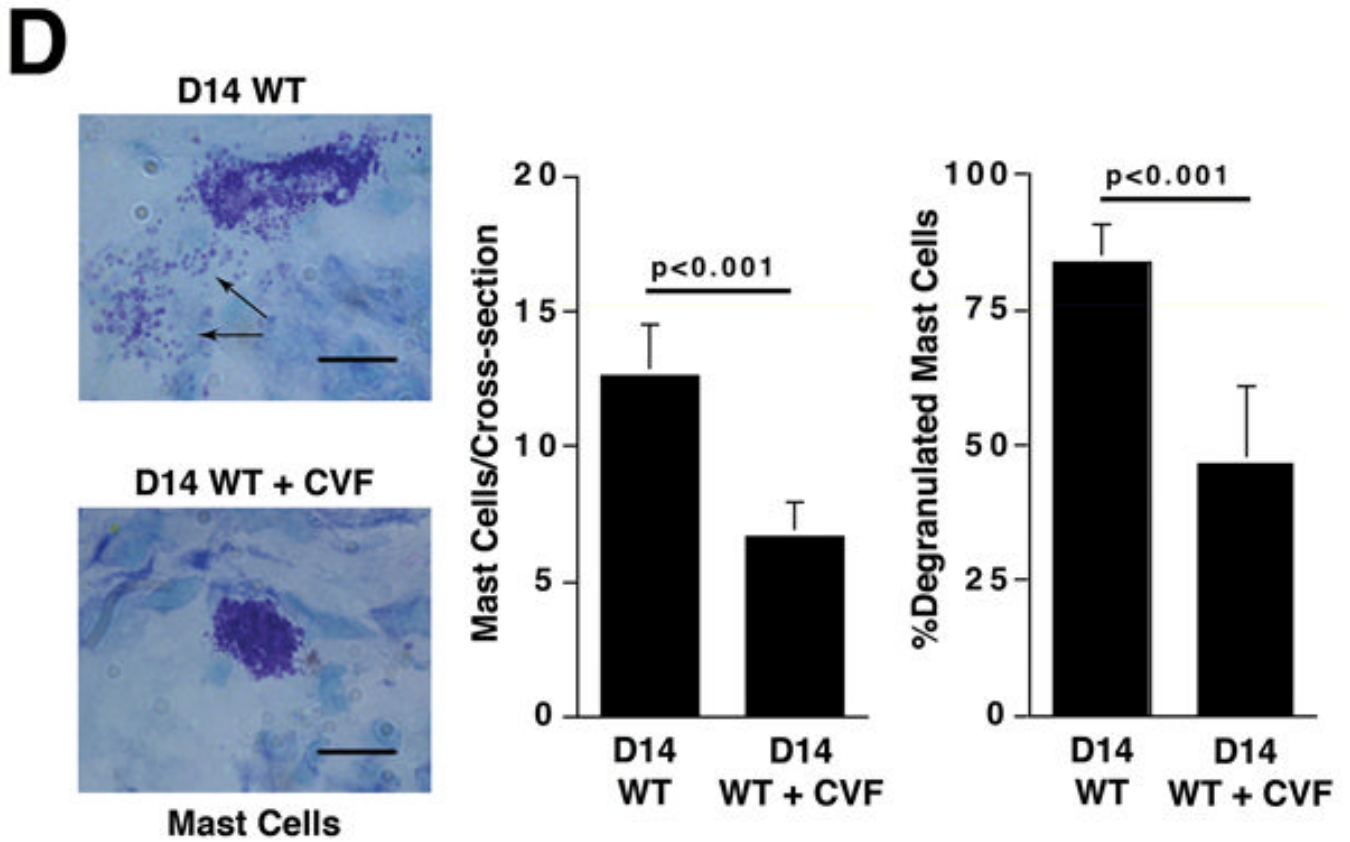 D
D14 WT
D14 WT + CVF
Mast Cells
Mast Cells/Cross-section
20
15
10
5
0
p<0.001
D14
WT
D14
WT + CVF
%Degranulated Mast Cells
100
75
50
25
0
p<0.001
D14
WT
D14
WT + CVF